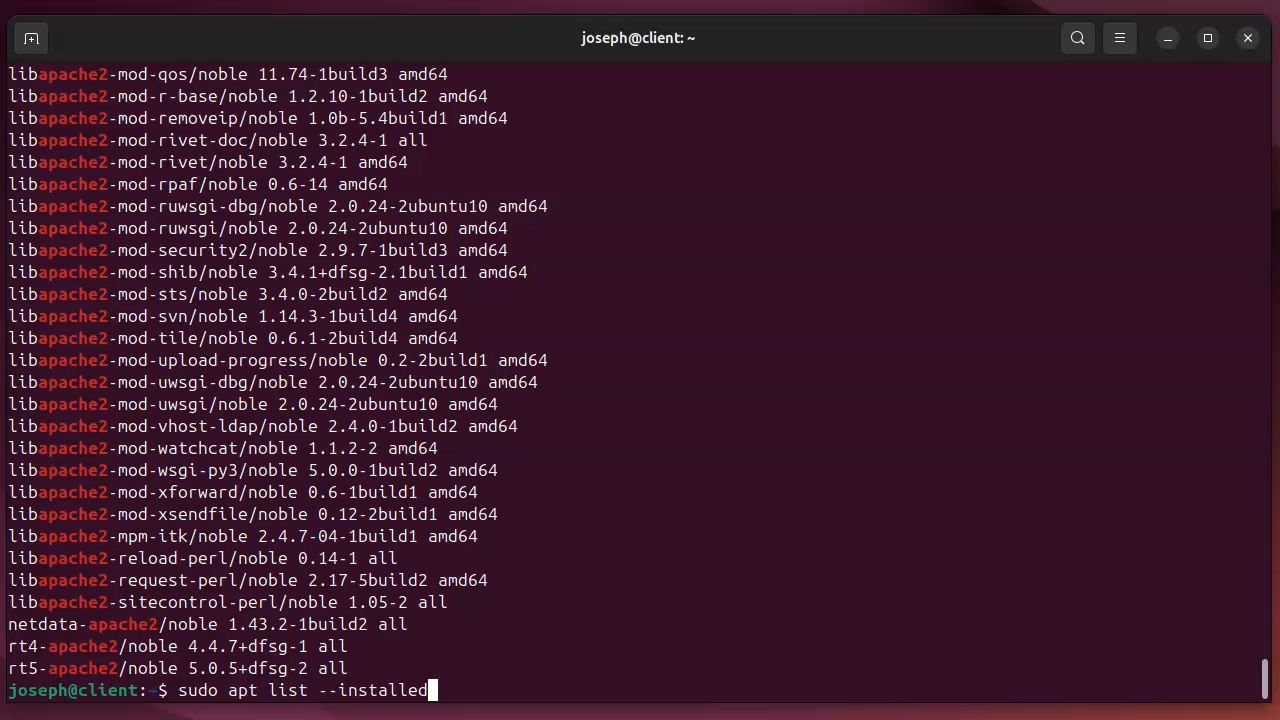 joseph@client: ~
libapache2-mod-qos/noble 11.74-1build3 amd64
libapache2-mod-r-base/noble 1.2.10-1build2 amd64
libapache2-mod-removeip/noble 1.0b-5.4build1 amd64
libapache2-mod-rivet-doc/noble 3.2.4-1 all
libapache2-mod-rivet/noble 3.2.4-1 amd64
libapache2-mod-rpaf/noble 0.6-14 amd64
libapache2-mod-ruwsgi-dbg/noble 2.0.24-2ubuntu10 amd64
libapache2-mod-ruwsgi/noble 2.0.24-2ubuntu10 amd64
libapache2-mod-security2/noble 2.9.7-1build3 amd64
libapache2-mod-shib/noble 3.4.1+dfsg-2.1build1 amd64
libapache2-mod-sts/noble 3.4.0-2build2 amd64
libapache2-mod-svn/noble 1.14.3-1build4 amd64
libapache2-mod-tile/noble 0.6.1-2build4 amd64
libapache2-mod-upload-progress/noble 0.2-2build1 amd64
libapache2-mod-uwsgi-dbg/noble 2.0.24-2ubuntu10 amd64
libapache2-mod-uwsgi/noble 2.0.24-2ubuntu10 amd64
libapache2-mod-vhost-ldap/noble 2.4.0-1build2 amd64
libapache2-mod-watchcat/noble 1.1.2-2 amd64
libapache2-mod-wsgi-py3/noble 5.0.0-1build2 amd64
libapache2-mod-xforward/noble 0.6-1build1 amd64
libapache2-mod-xsendfile/noble 0.12-2build1 amd64
libapache2-mpm-itk/noble 2.4.7-04-1build1 amd64
libapache2-reload-perl/noble 0.14-1 all
libapache2-request-perl/noble 2.17-5build2 amd64
libapache2-sitecontrol-perl/noble 1.05-2 all
netdata-apache2/noble 1.43.2-1build2 all
rt4-apache2/noble 4.4.7+dfsg-1 all
rt5-apache2/noble 5.0.5+dfsg-2 all
joseph@client:~$ sudo apt list --installed